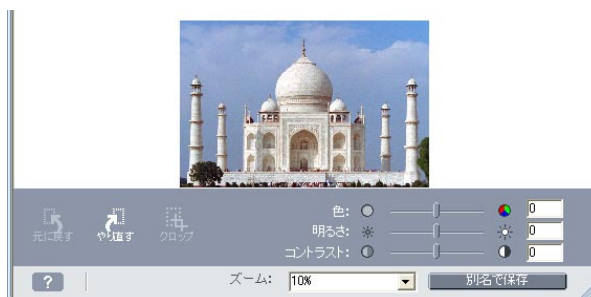 色: 0
元に戻す やり直す クロップ 明るさ: 0
コントラスト: 0
? ズーム: 10% 別名で保存